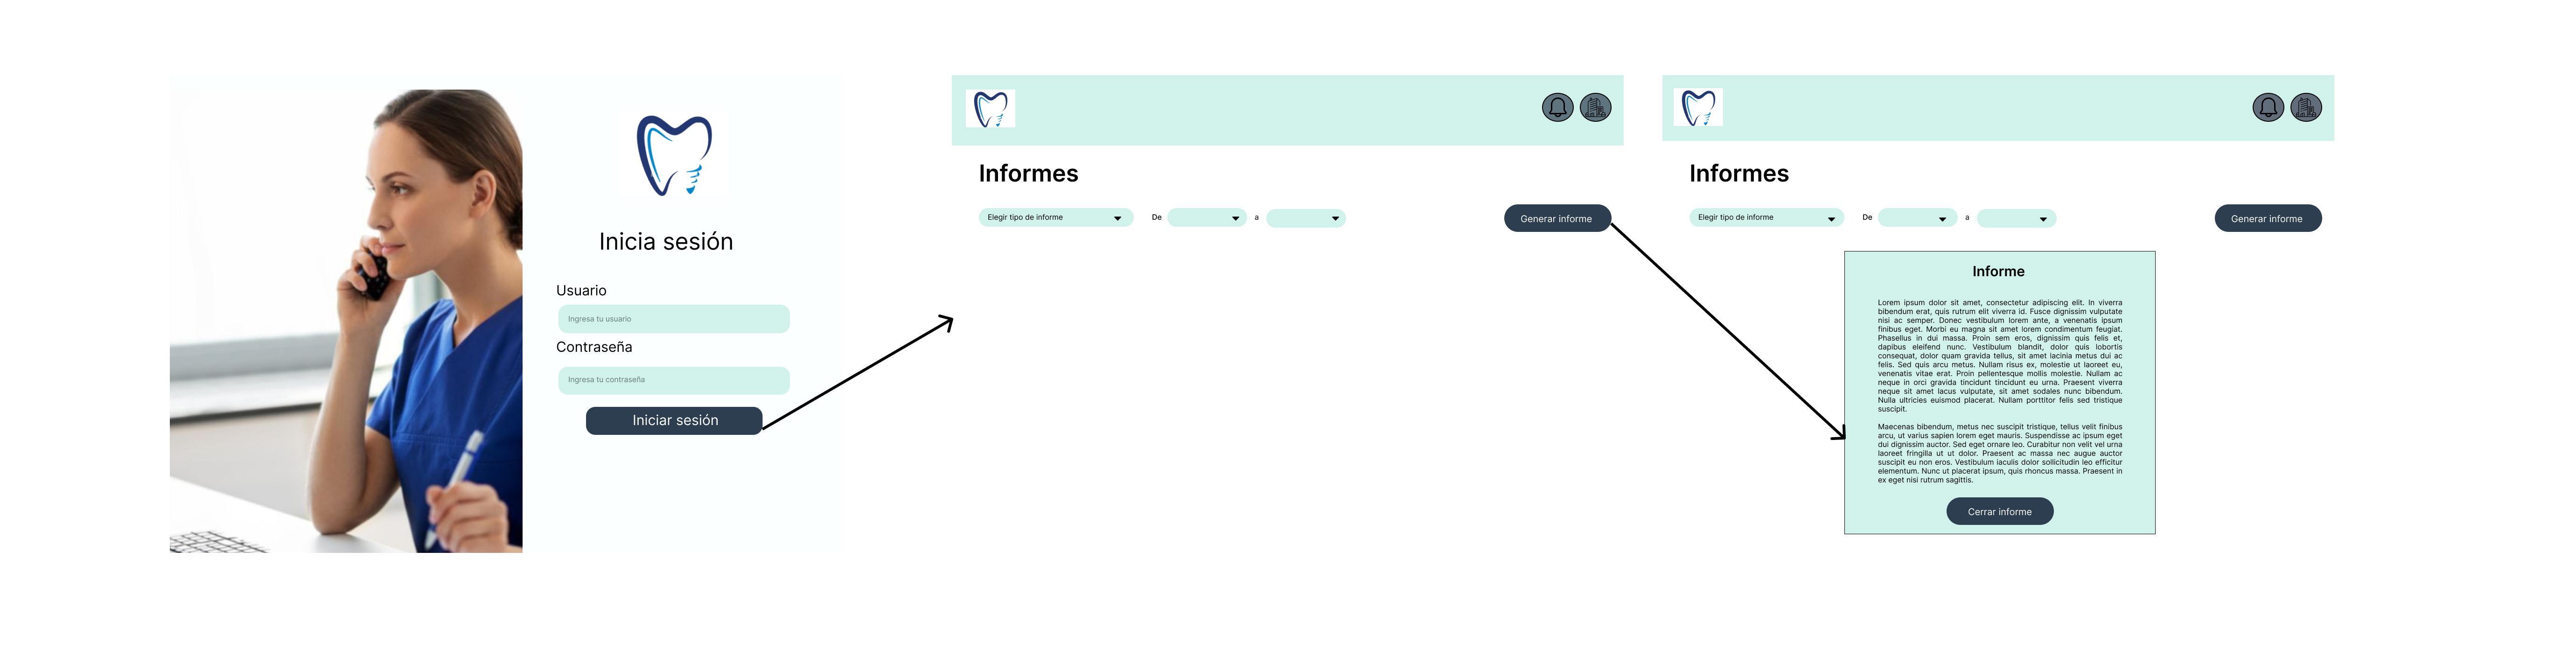 Inicia sesión
Usuario
Ingresa tu usuario
Contraseña
Ingresa tu contraseña
Iniciar sesión
Informes
Elegir tipo de informe
De
a
Generar informe
Informes
Elegir tipo de informe
De
a
Generar informe
Informe
Lorem ipsum dolor sit amet, consectetur adipiscing elit. In viverra
bibendum erat, quis rutrum elit viverra id. Fusce dignissim vulputate
nisi ac semper. Donec vestibulum lorem ante, a venenatis ipsum
finibus eget. Morbi eu magna sit amet lorem condimentum feugiat.
Phasellus in dui massa. Proin sem eros, dignissim quis felis et,
dapibus eleifend nunc. Vestibulum blandit, dolor quis lobortis
consequat, dolor quam gravida tellus, sit amet lacinia metus dui ac
felis. Sed quis arcu metus. Nullam risus ex, molestie ut laoreet eu,
venenatis vitae erat. Proin pellentesque mollis molestie. Nullam ac
neque in orci gravida tincidunt tincidunt eu urna. Praesent viverra
neque sit amet lacus vulputate, sit amet sodales nunc bibendum.
Nulla ultricies euismod placerat. Nullam porttitor felis sed tristique
suscipit.
Maecenas bibendum, metus nec suscipit tristique, tellus velit finibus
arcu, ut varius sapien lorem eget mauris. Suspendisse ac ipsum eget
dui dignissim auctor. Sed eget ornare leo. Curabitur non velit vel urna
laoreet fringilla ut ut dolor. Praesent ac massa nec augue auctor
suscipit eu non eros. Vestibulum iaculis dolor sollicitudin leo efficitur
elementum. Nunc ut placerat ipsum, quis rhoncus massa. Praesent in
ex eget nisi rutrum sagittis.
Cerrar informe